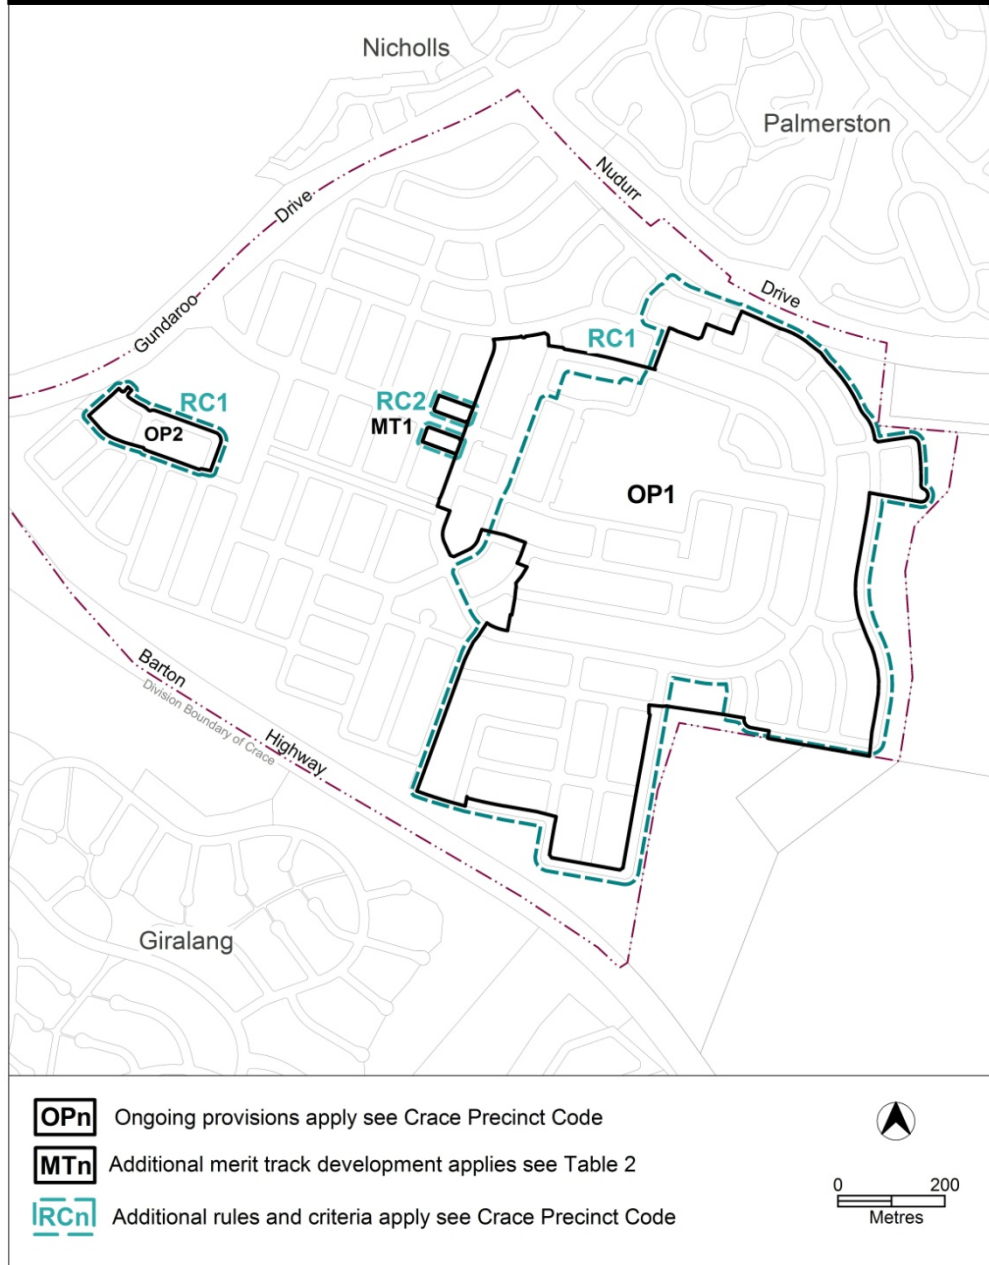 Nicholls
Palmerston
Nudurr
Drive
Drive
Gundaroo
RC1
RC1
RC2
MT1
OP2
OP1
Barton
Division Boundary of Crace
Highway
Giralang
OPn Ongoing provisions apply see Crace Precinct Code
MTn Additional merit track development applies see Table 2
RCn Additional rules and criteria apply see Crace Precinct Code
0 200
Metres